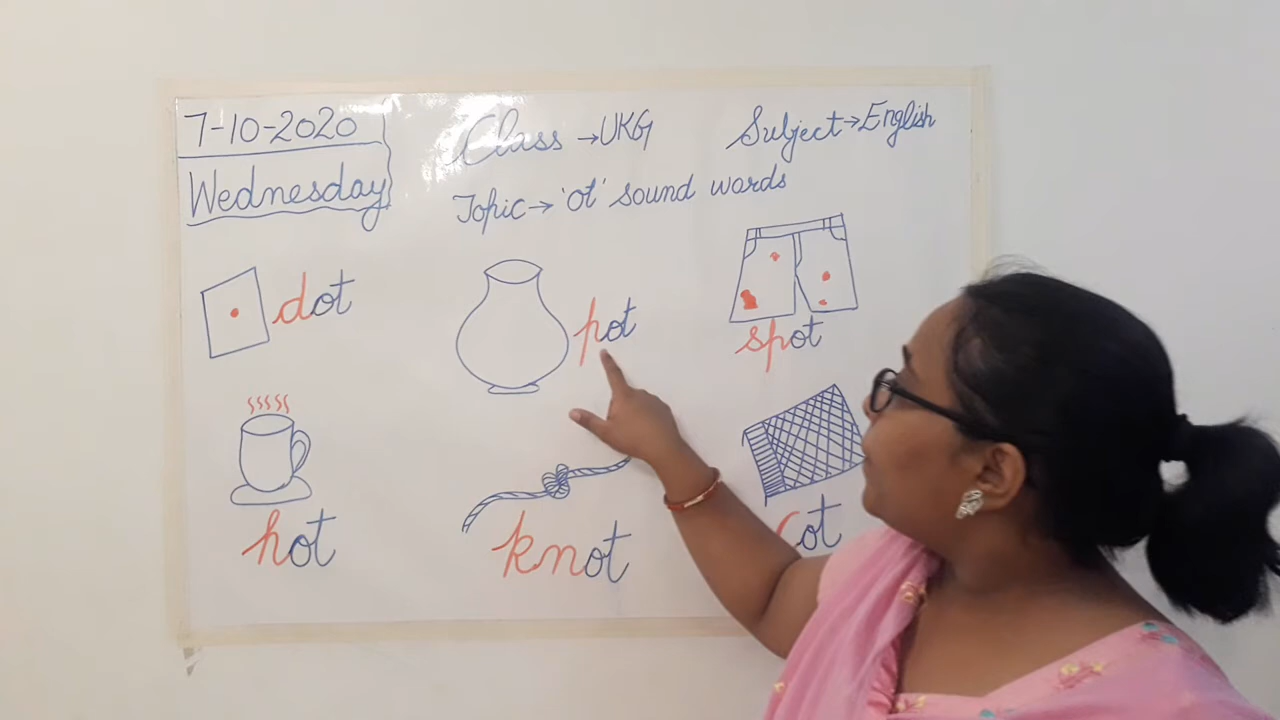 7-10-2020
Wednesday
Class → UKG
Subject → English
Topic → 'ot' sound words
dot
pot
spot
hot
knot
cot